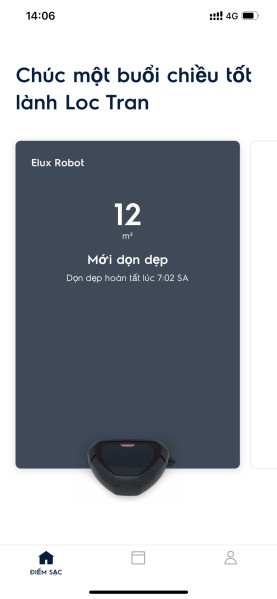 14:06
4G
Chúc một buổi chiều tốt
lành Loc Tran
Elux Robot
12
m²
Mới dọn dẹp
Dọn dẹp hoàn tất lúc 7:02 SA
ĐIỂM SẠC